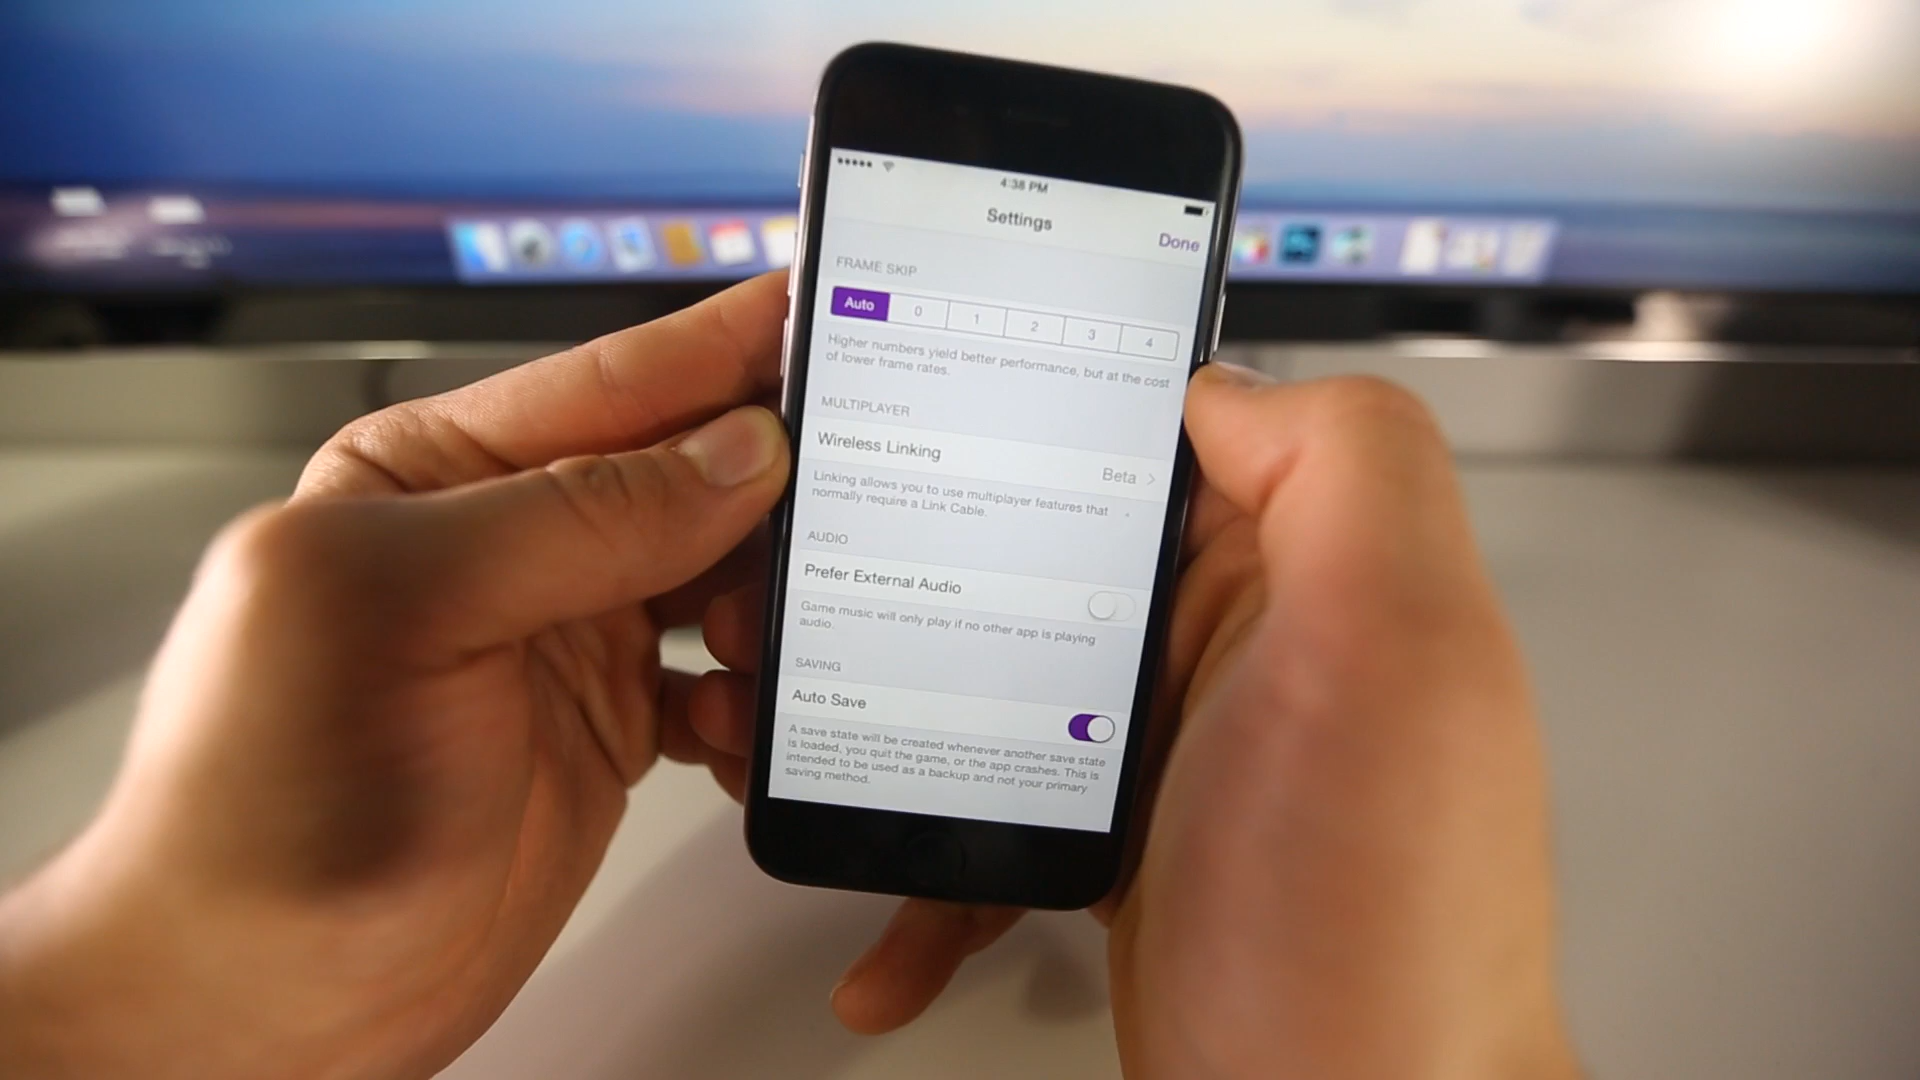 4:38 PM
Settings
Done
FRAME SKIP
Auto 0 1 2 3 4
Higher numbers yield better performance, but at the cost
of lower frame rates.
MULTIPLAYER
Wireless Linking
Beta
Linking allows you to use multiplayer features that
normally require a Link Cable.
AUDIO
Prefer External Audio
Game music will only play if no other app is playing
audio.
SAVING
Auto Save
A save state will be created whenever another save state
is loaded, you quit the game, or the app crashes. This is
intended to be used as a backup and not your primary
saving method.